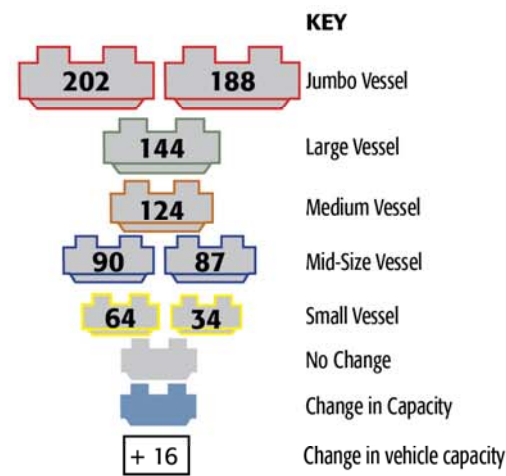 KEY
202 188 Jumbo Vessel
144 Large Vessel
124 Medium Vessel
90 87 Mid-Size Vessel
64 34 Small Vessel
No Change
Change in Capacity
+ 16 Change in vehicle capacity